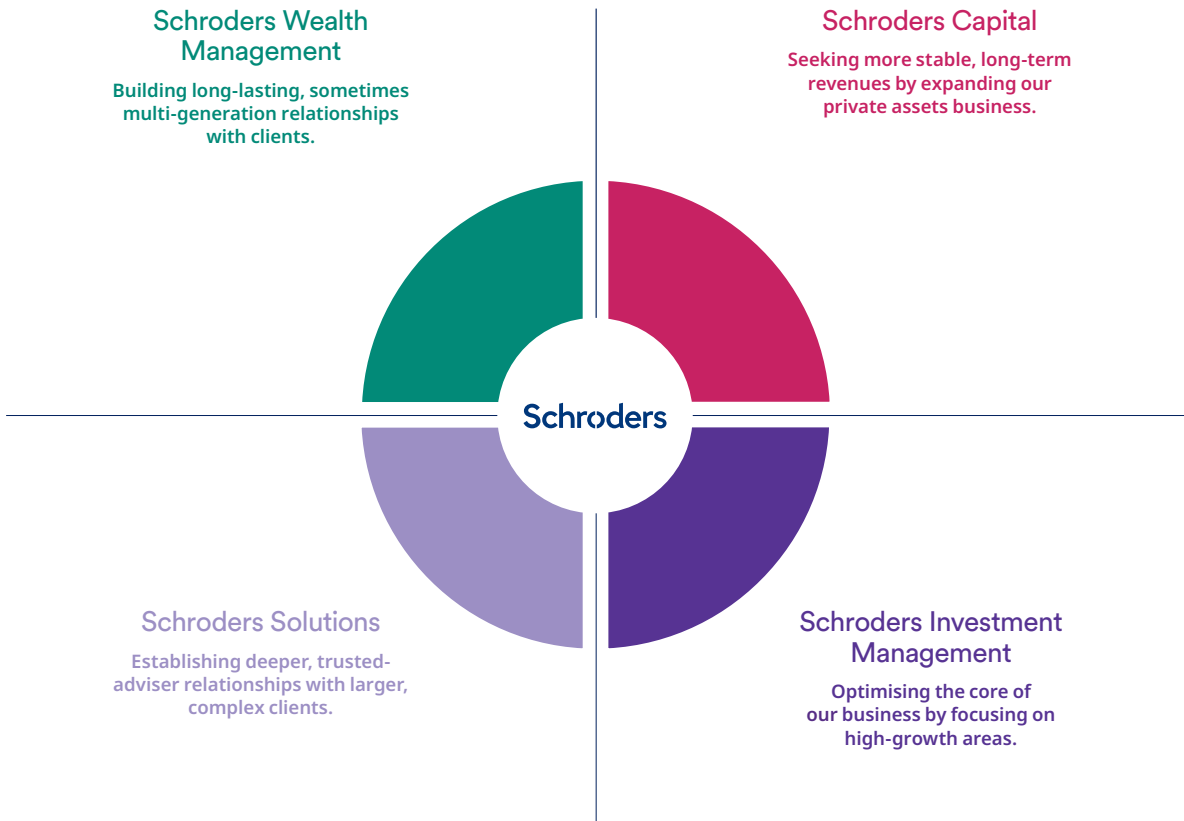 Schroders Wealth
Management
Building long-lasting, sometimes
multi-generation relationships
with clients.
Schroders Capital
Seeking more stable, long-term
revenues by expanding our
private assets business.
Schroders
Schroders Solutions
Establishing deeper, trusted-
adviser relationships with larger,
complex clients.
Schroders Investment
Management
Optimising the core of
our business by focusing on
high-growth areas.